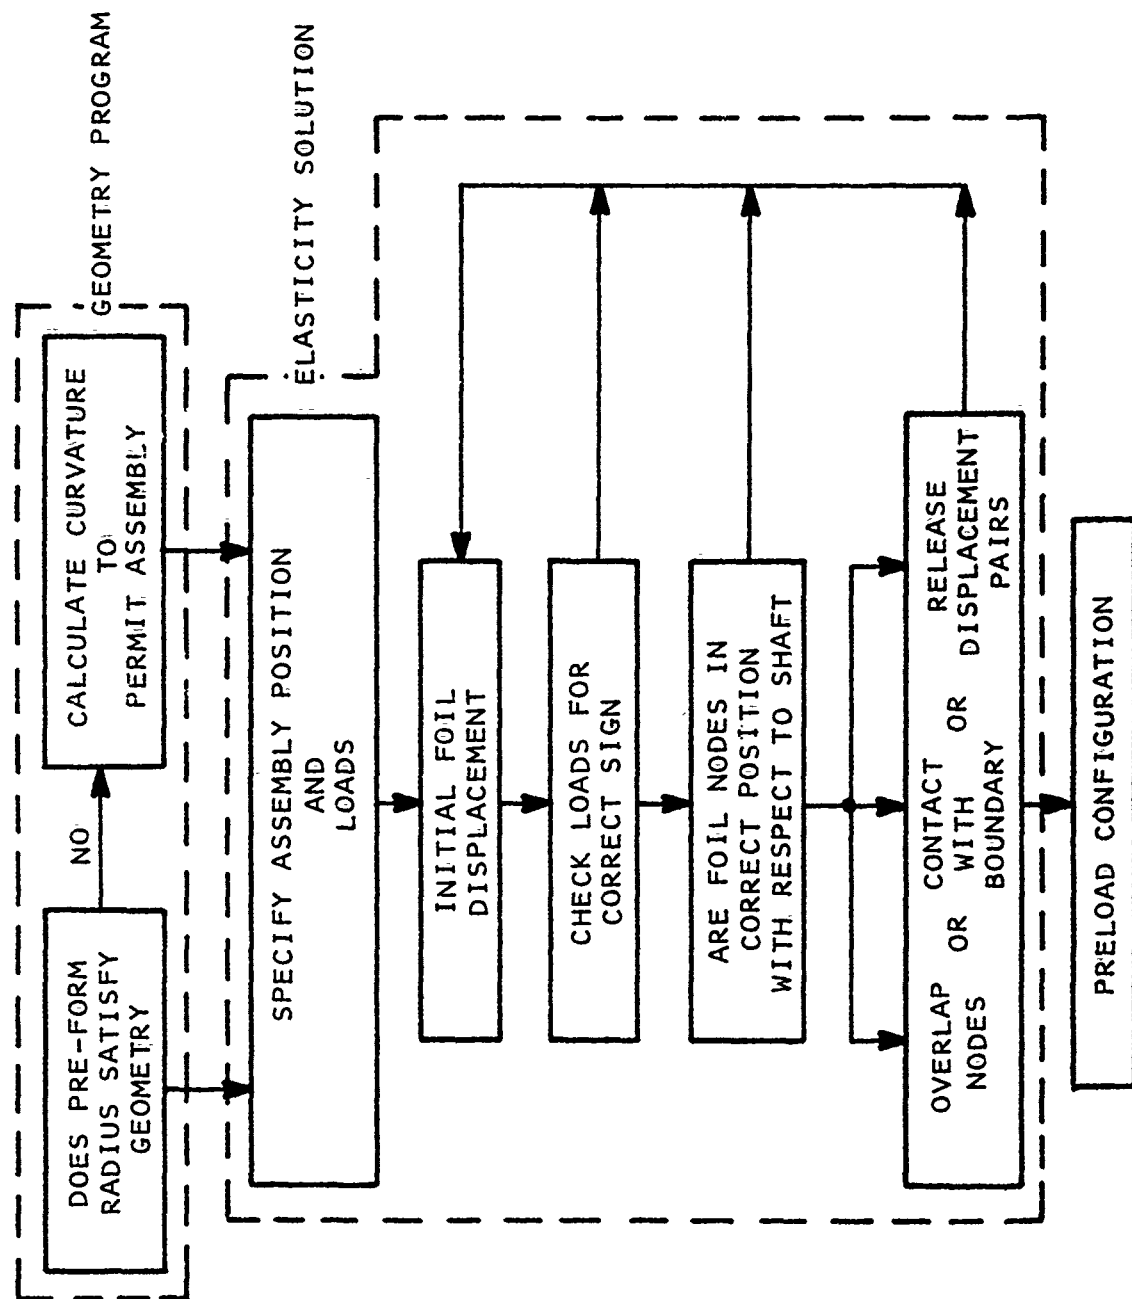 GEOMETRY PROGRAM
DOES PRE-FORM
RADIUS SATISFY
GEOMETRY
NO
CALCULATE CURVATURE
TO
PERMIT ASSEMBLY
ELASTICITY SOLUTION
SPECIFY ASSEMBLY POSITION
AND
LOADS
INITIAL FOIL
DISPLACEMENT
CHECK LOADS FOR
CORRECT SIGN
ARE FOIL NODES IN
CORRECT POSITION
WITH RESPECT TO SHAFT
OVERLAP
NODES
OR
CONTACT
WITH
BOUNDARY
OR
RELEASE
DISPLACEMENT
PAIRS
PRELOAD CONFIGURATION